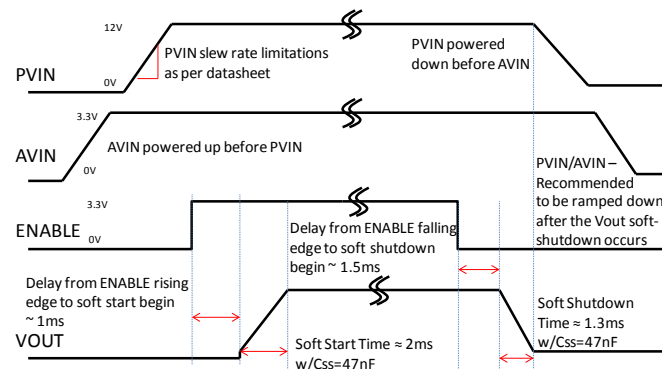 12V
PVIN slew rate limitations
as per datasheet
PVIN powered
down before AVIN
PVIN
0V
3.3V
AVIN powered up before PVIN
AVIN
0V
PVIN/AVIN –
Recommended
to be ramped down
after the Vout soft-
shutdown occurs
3.3V
ENABLE
0V
Delay from ENABLE falling
edge to soft shutdown
begin ~ 1.5ms
Delay from ENABLE rising
edge to soft start begin
~ 1ms
VOUT
Soft Start Time ≈ 2ms
w/Css=47nF
Soft Shutdown
Time ≈ 1.3ms
w/Css=47nF